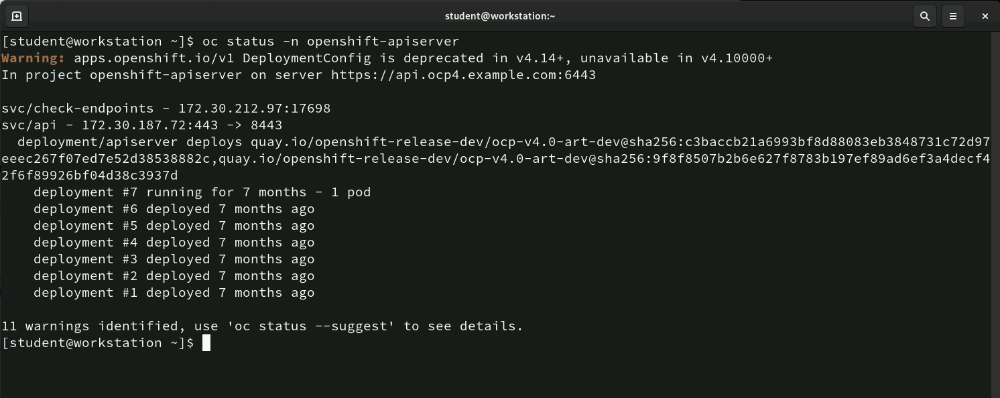 student@workstation:~
[student@workstation ~]$ oc status -n openshift-apiserver
Warning: apps.openshift.io/v1 DeploymentConfig is deprecated in v4.14+, unavailable in v4.10000+
In project openshift-apiserver on server https://api.ocp4.example.com:6443
svc/check-endpoints - 172.30.212.97:17698
svc/api - 172.30.187.72:443 -> 8443
deployment/apiserver deploys quay.io/openshift-release-dev/ocp-v4.0-art-dev@sha256:c3baccb21a6993bf8d88083eb3848731c72d97
eeec267f07ed7e52d38538882c,quay.io/openshift-release-dev/ocp-v4.0-art-dev@sha256:9f8f8507b2b6e627f8783b197ef89ad6ef3a4decf4
2f6f89926bf04d38c3937d
deployment #7 running for 7 months - 1 pod
deployment #6 deployed 7 months ago
deployment #5 deployed 7 months ago
deployment #4 deployed 7 months ago
deployment #3 deployed 7 months ago
deployment #2 deployed 7 months ago
deployment #1 deployed 7 months ago
11 warnings identified, use 'oc status --suggest' to see details.
[student@workstation ~]$